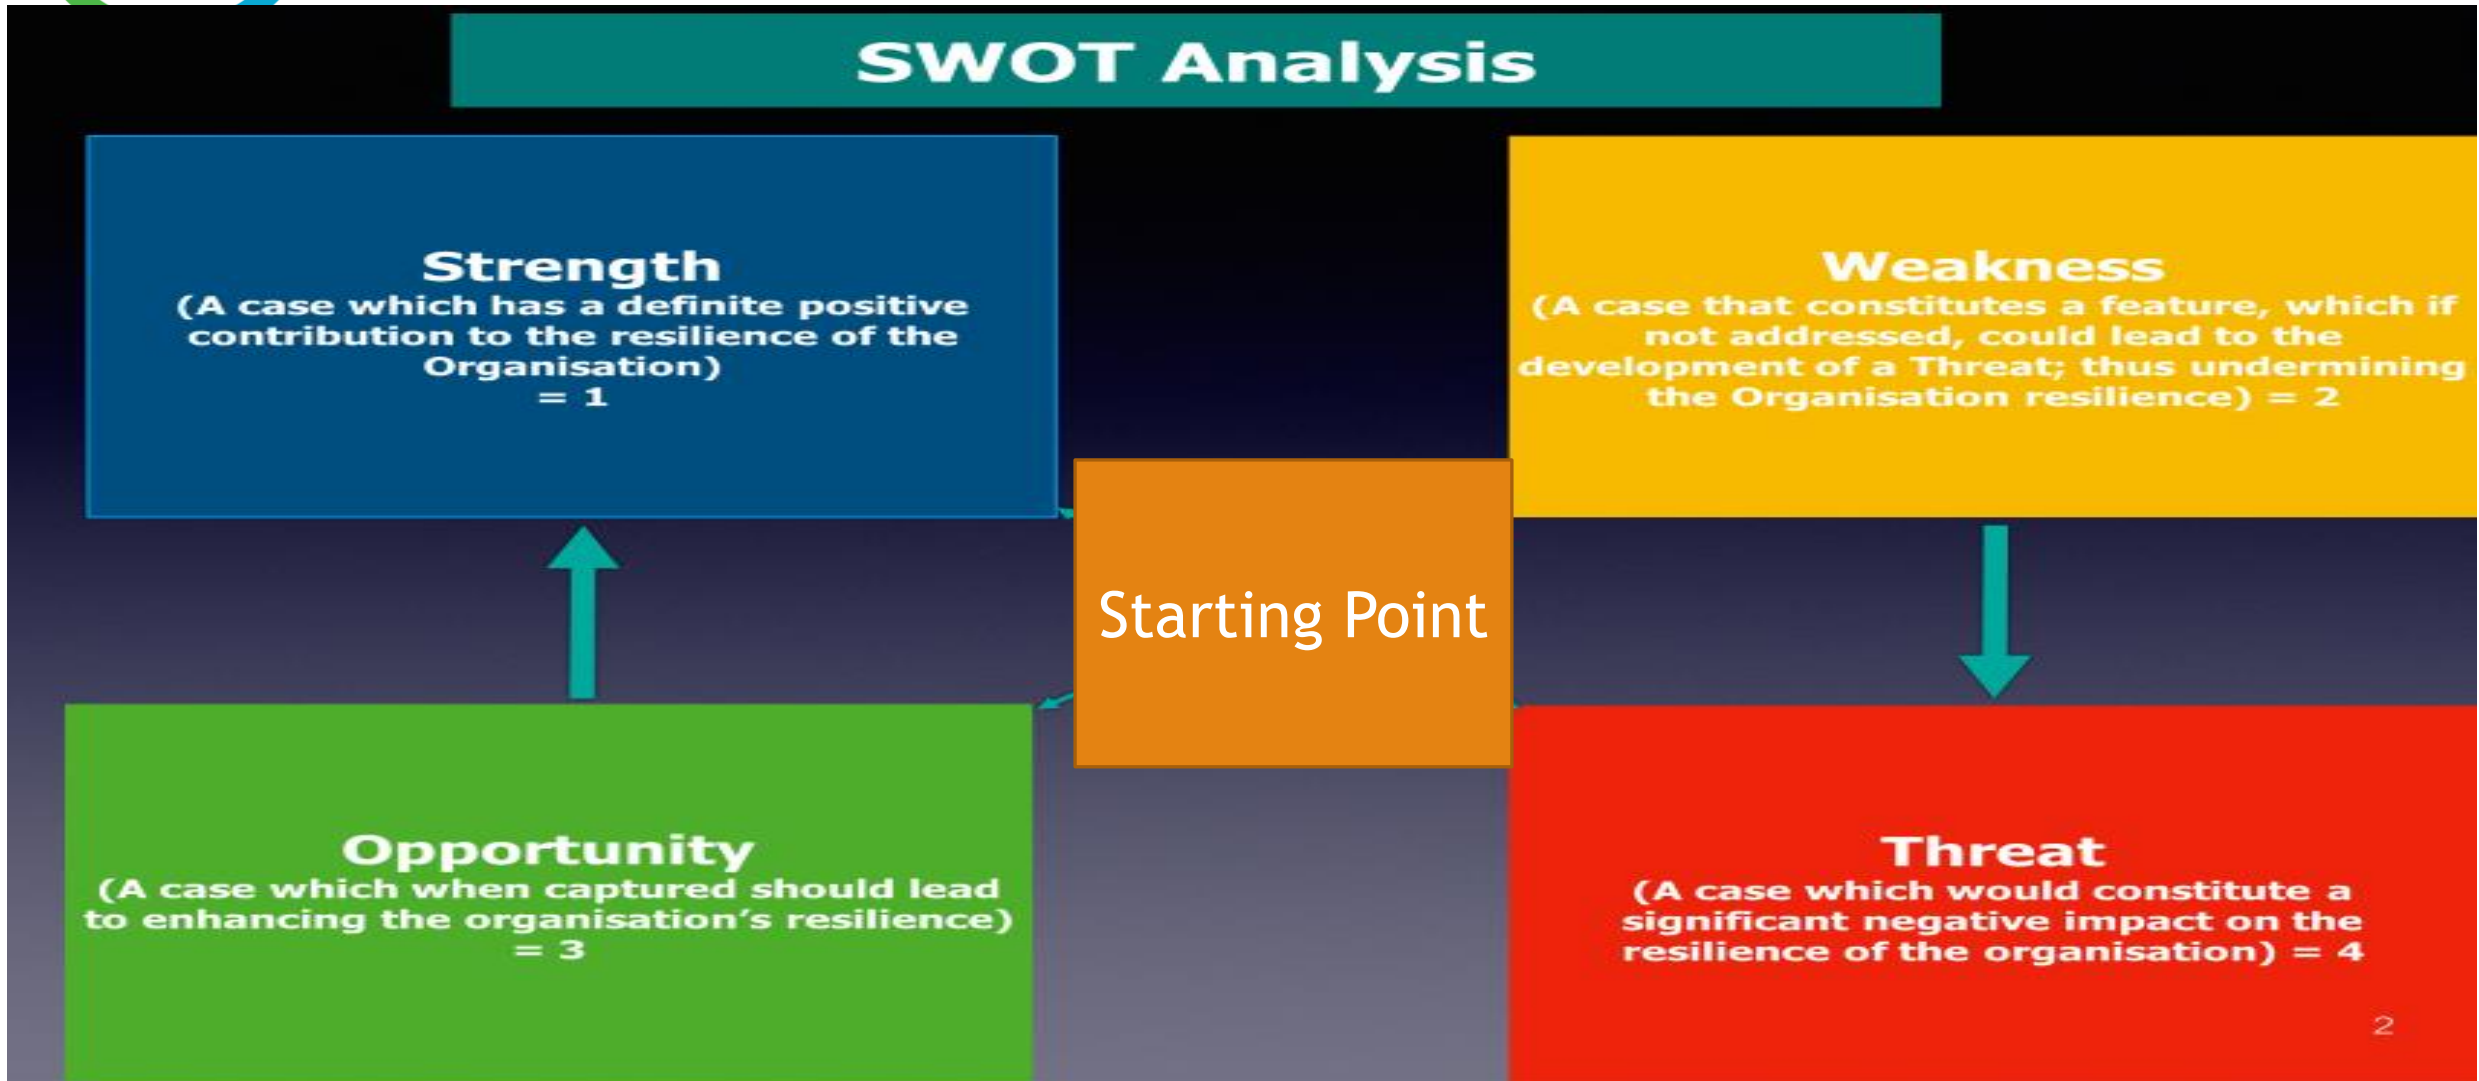 SWOT Analysis
Strength
(A case which has a definite positive
contribution to the resilience of the
Organisation)
= 1
Weakness
(A case that constitutes a feature, which if
not addressed, could lead to the
development of a Threat; thus undermining
the Organisation resilience) = 2
Starting Point
Opportunity
(A case which when captured should lead
to enhancing the organisation’s resilience)
= 3
Threat
(A case which would constitute a
significant negative impact on the
resilience of the organisation) = 4
2